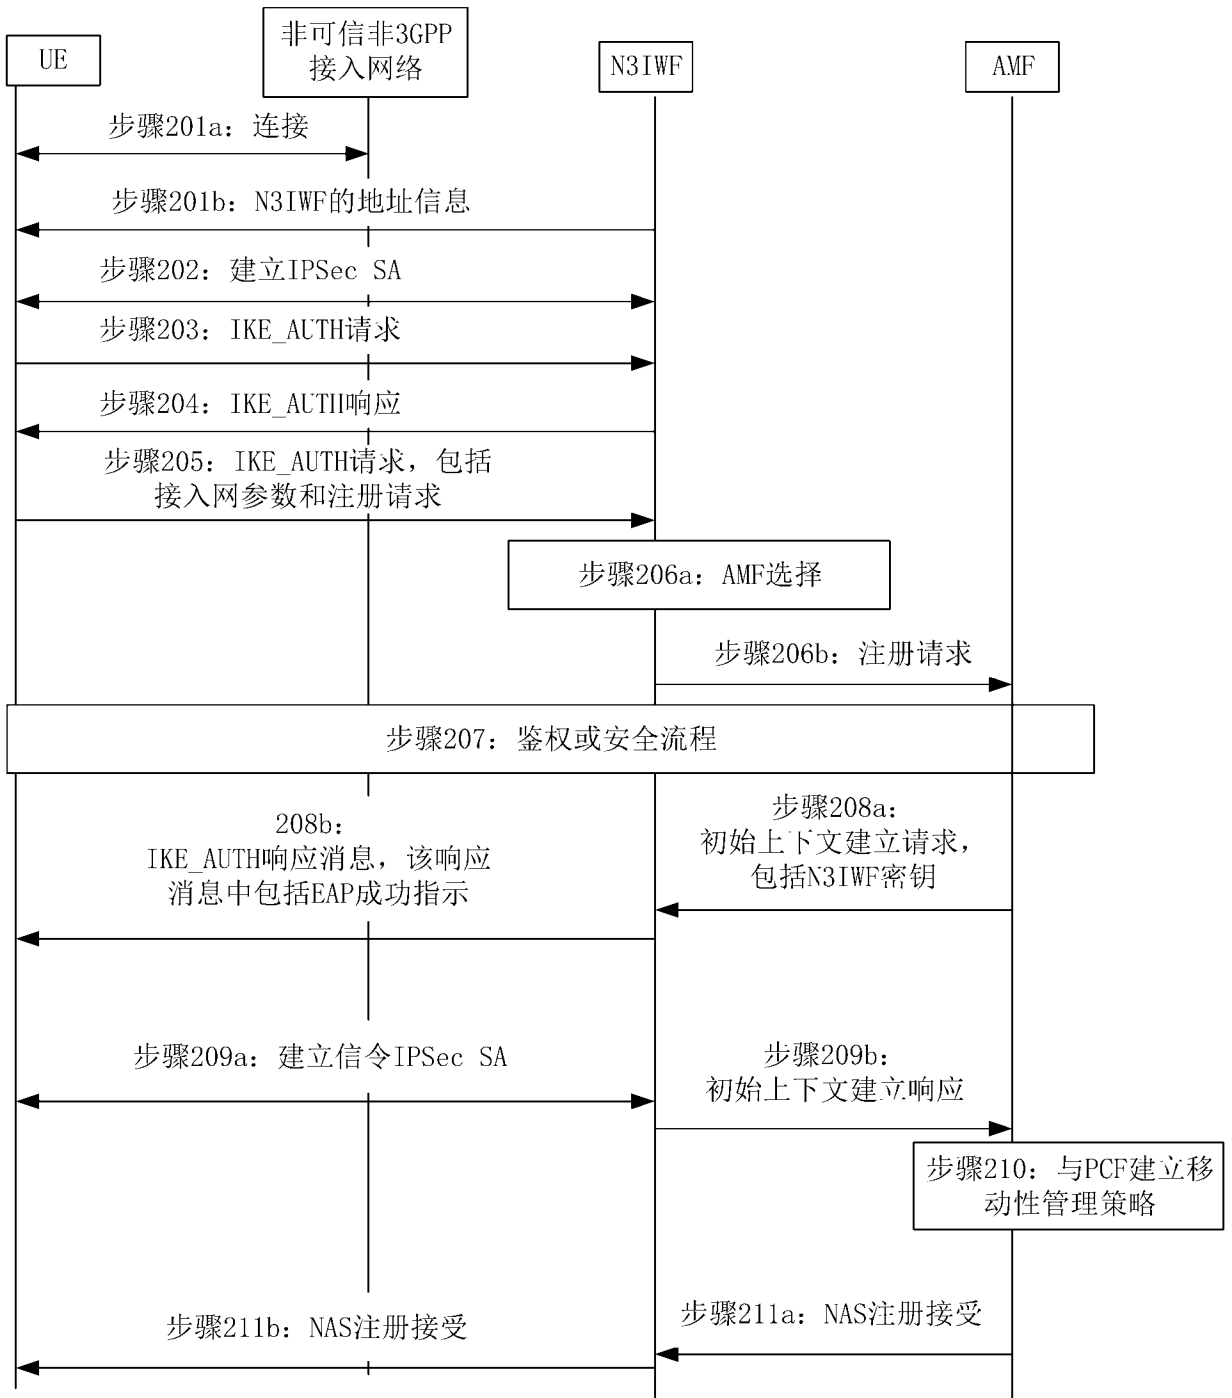 UE
非可信非3GPP
接入网络
N3IWF
AMF
步骤201a：连接
步骤201b：N3IWF的地址信息
步骤202：建立IPSec SA
步骤203：IKE_AUTH请求
步骤204：IKE_AUTH响应
步骤205：IKE_AUTH请求，包括
接入网参数和注册请求
步骤206a：AMF选择
步骤206b：注册请求
步骤207：鉴权或安全流程
步骤208a：
初始上下文建立请求，
包括N3IWF密钥
208b：
IKE_AUTH响应消息，该响应
消息中包括EAP成功指示
步骤209a：建立信令IPSec SA
步骤209b：
初始上下文建立响应
步骤210：与PCF建立移
动性管理策略
步骤211a：NAS注册接受
步骤211b：NAS注册接受